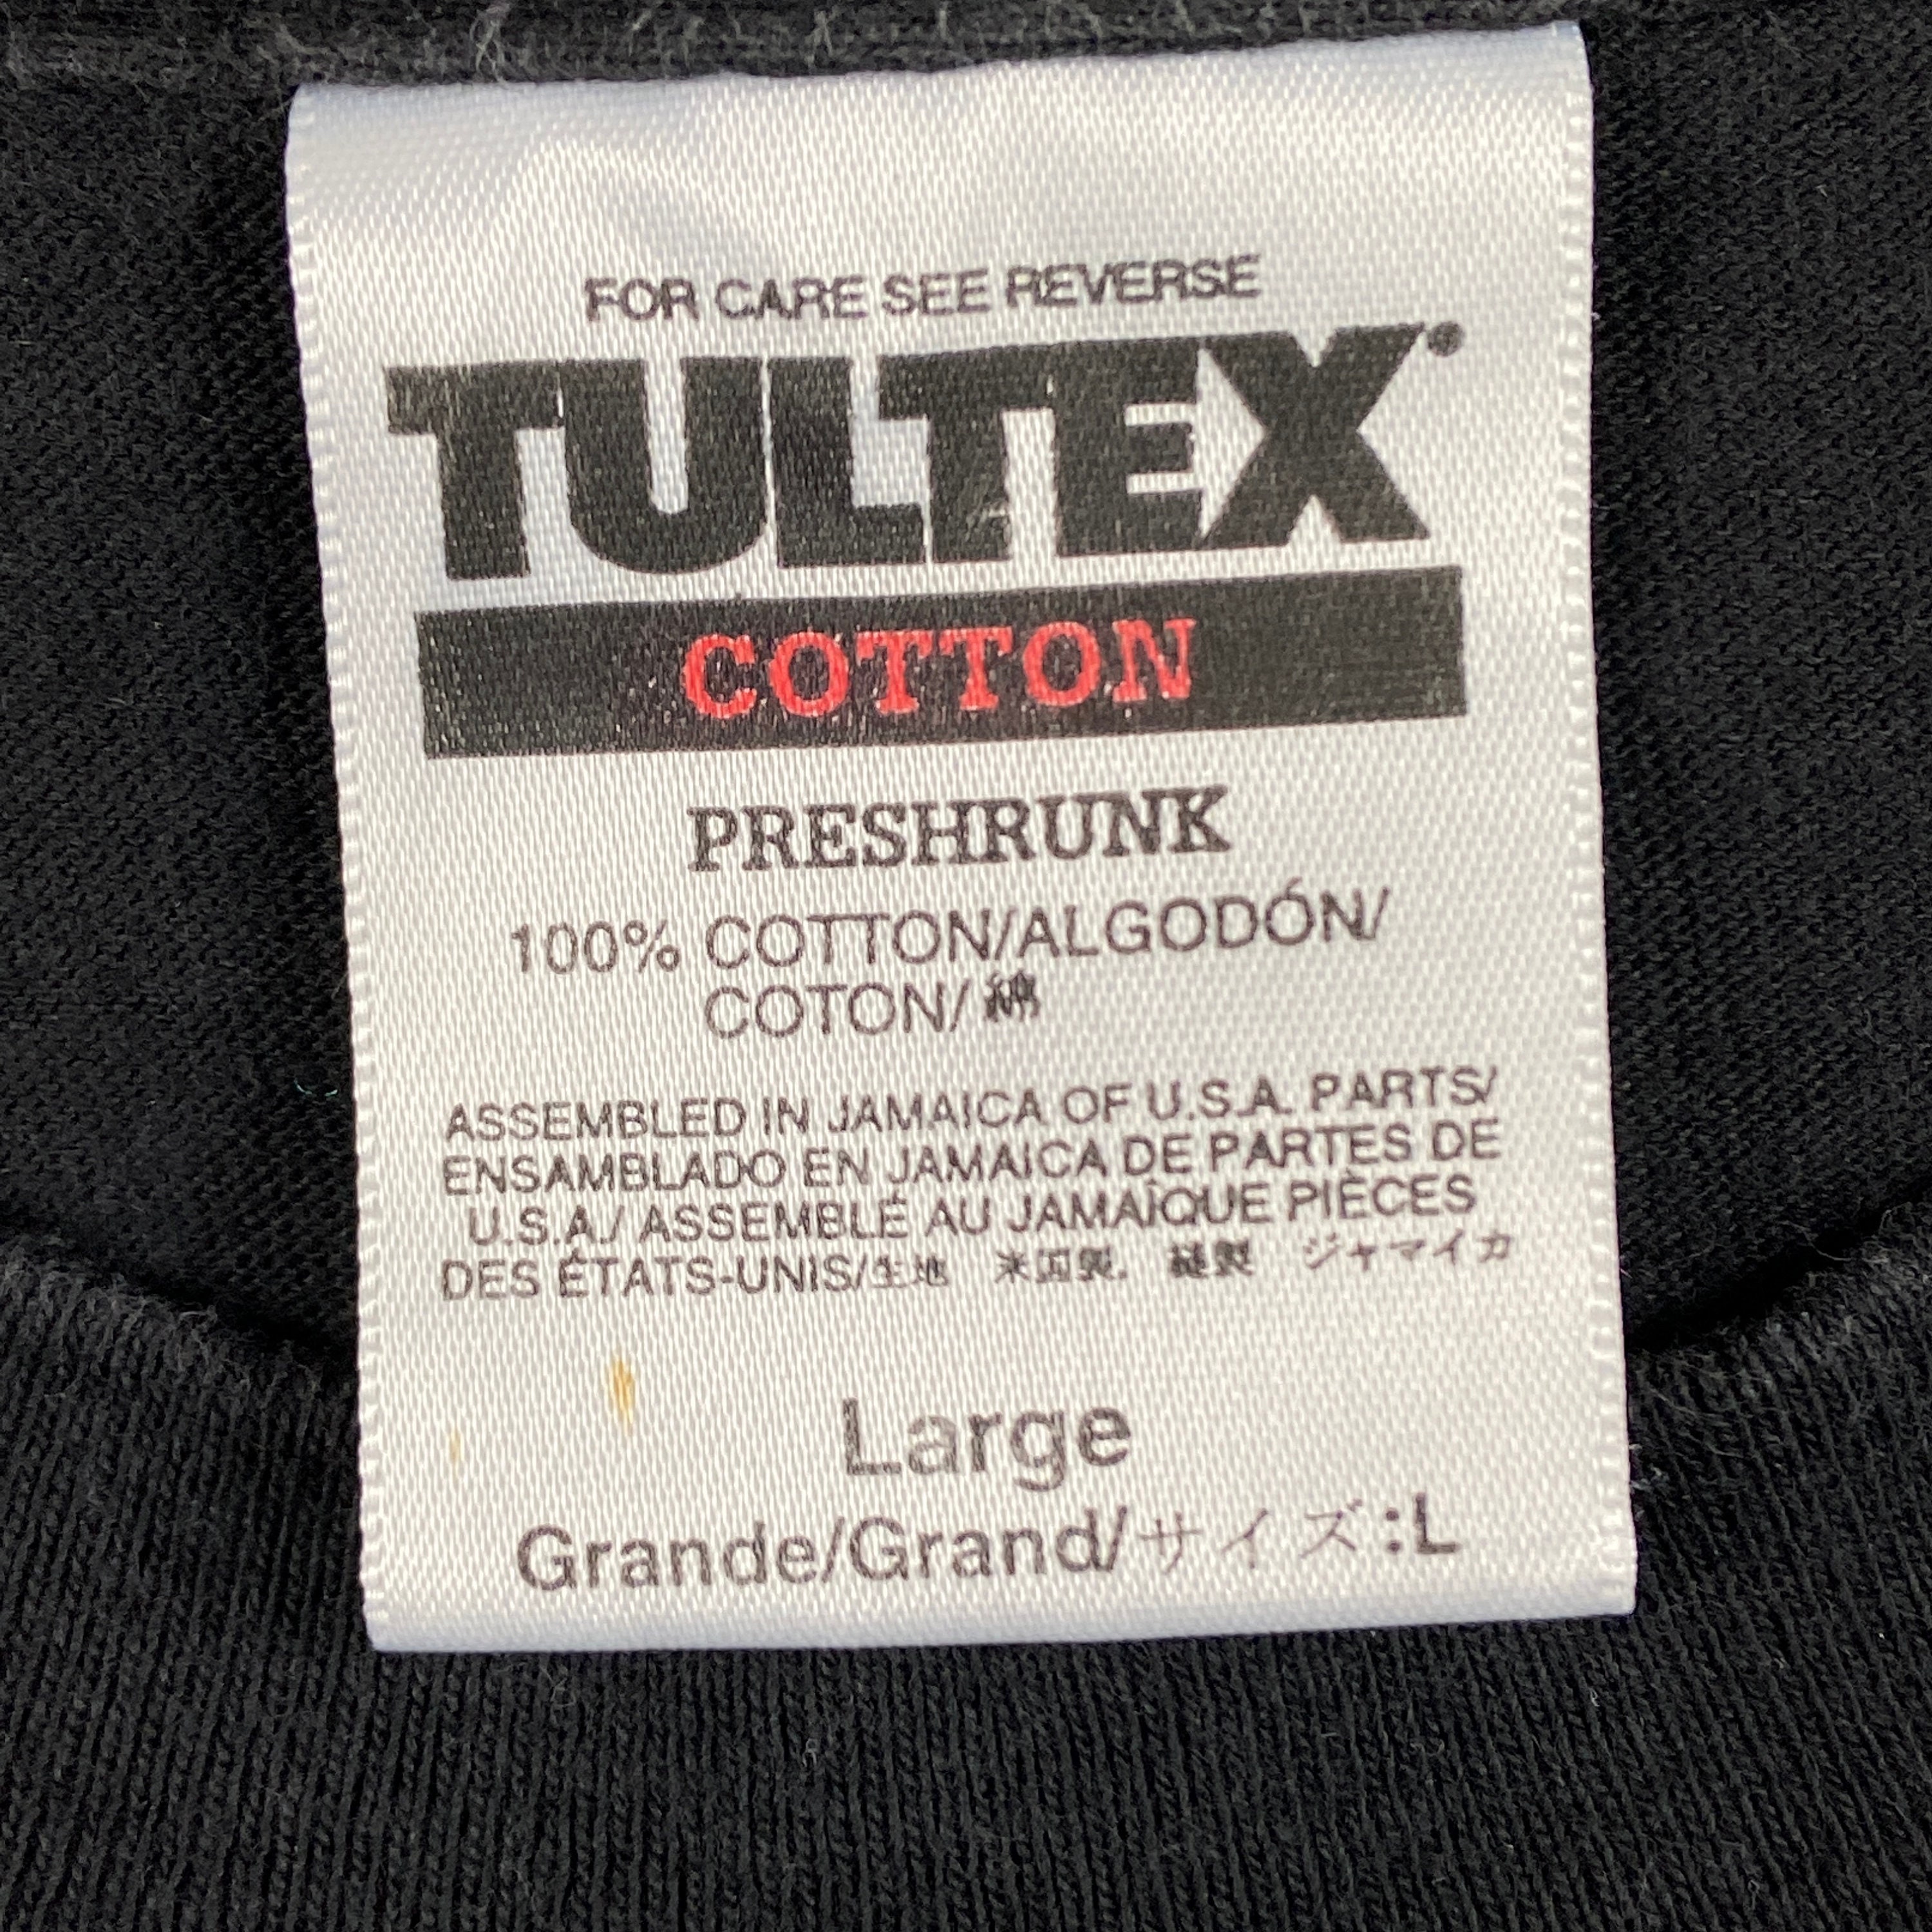 FOR CARE SEE REVERSE
TULTEX
COTTON
PRESHRUNK
100% COTTON/ALGODÓN/
COTON/綿
ASSEMBLED IN JAMAICA OF U.S.A. PARTS/
ENSAMBLADO EN JAMAICA DE PARTES DE
U.S.A./ ASSEMBLÉ AU JAMAÏQUE PIÈCES
DES ÉTATS-UNIS/生地 米国製. 縫製 ジャマイカ
Large
Grande/Grand/サイズ:L